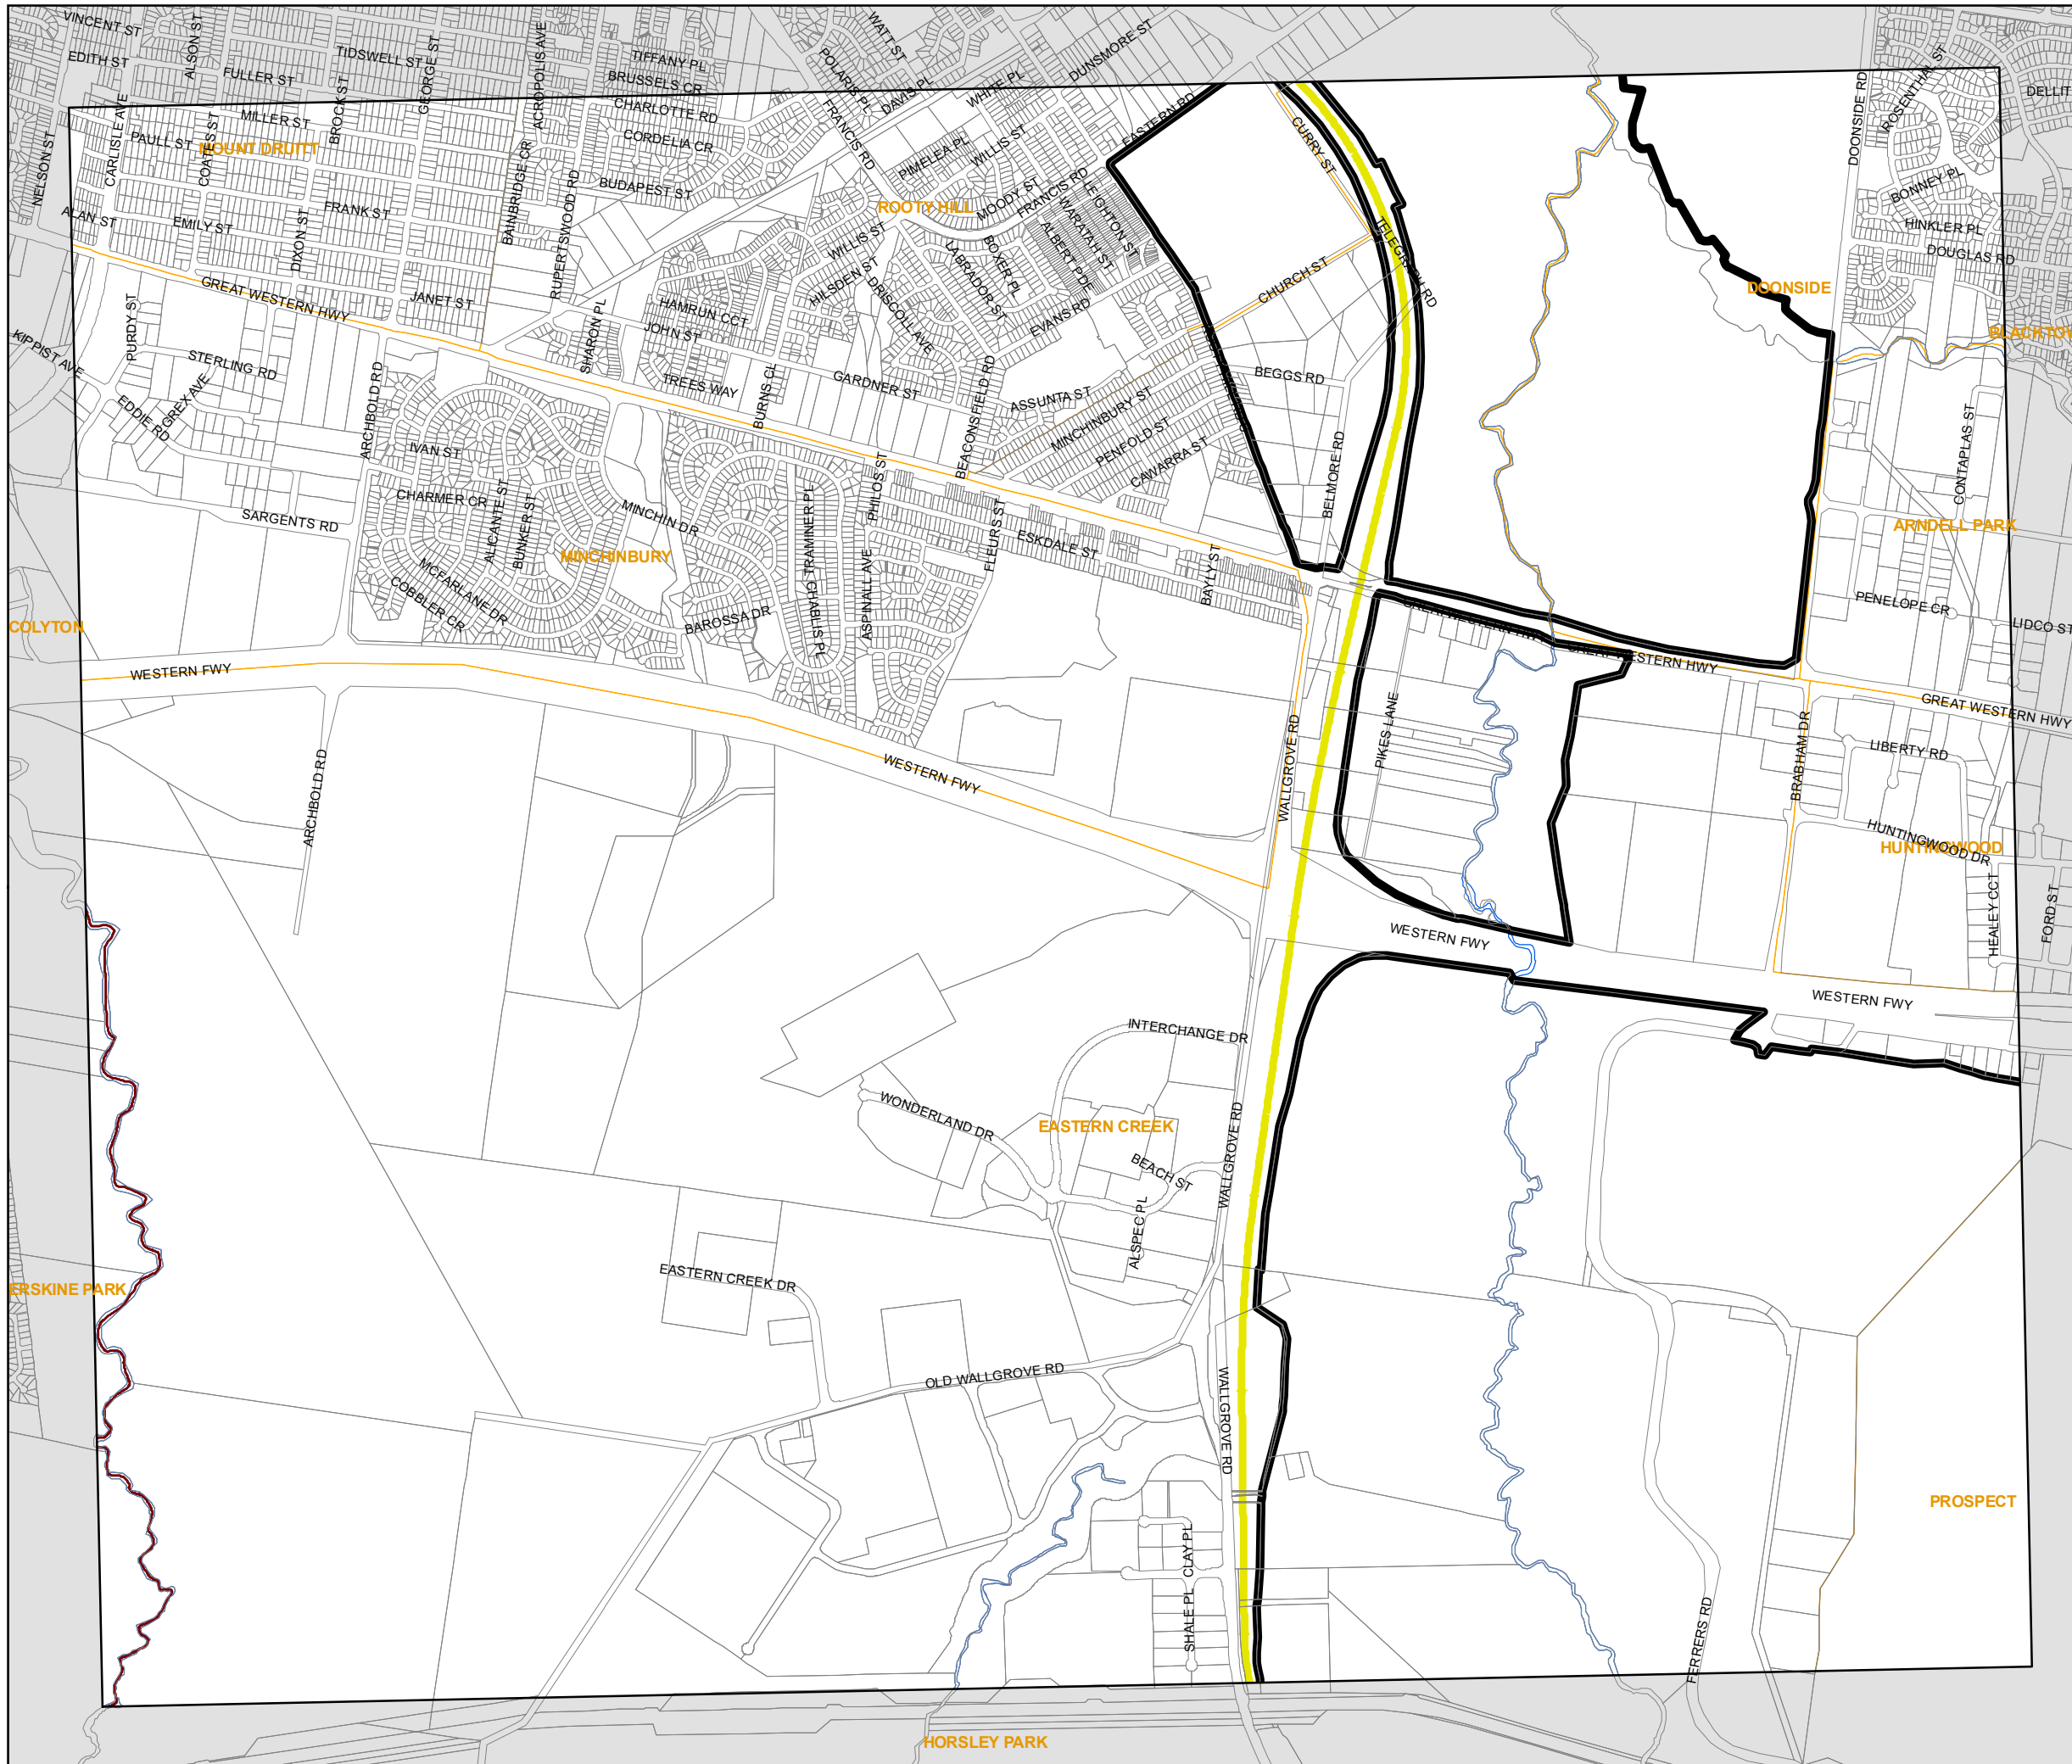 VINCENT ST
ALSON ST
EDITH ST
FULLER ST
TIDSWELL ST
GEORGE ST
ACROPOLIS AVE
TIFFANY PL
BRUSSELS CR
CHARLOTTE RD
CORDELIA CR
POLARIS PL
WATT ST
DAVIS PL
WHITE PL
DUNSMORE ST
EASTERN RD
DOONSIDE RD
ROSENTHAL ST
NELSON ST
CARLISLE AVE
PAULL ST
COATES ST
MILLER ST
BROCK ST
MOUNT DRUITT
BAINBRIDGE CR
RUPERTSWOOD RD
BUDAPEST ST
FRANCIS RD
PIMELEA PL
WILLIS ST
MOODY ST
FRANCIS RD
LEIGHTON ST
WARATAH ST
ALBERT PDE
CURRY ST
TELEGRAPH RD
BONNEY PL
HINKLER PL
DOUGLAS RD
ALAN ST
EMILY ST
DIXON ST
FRANK ST
ROOTY HILL
WILLIS ST
HILSDEN ST
DRISCOLL AVE
LABRADOR ST
BOXER PL
EVANS RD
CHURCH ST
DOONSIDE
GREAT WESTERN HWY
JANET ST
SHARON PL
HAMRUN CCT
JOHN ST
PURDY ST
KIPPIST AVE
STERLING RD
GREX AVE
EDDIE RD
ARCHBOLD RD
TREES WAY
BURNS CL
GARDNER ST
BEACONSFIELD RD
ASSUNTA ST
MINCHINBURY ST
PENFOLD ST
CAWARRA ST
BEGGS RD
BELMORE RD
CONTAPLAS ST
ARNDELL PARK
IVAN ST
CHARMER CR
ALICANTE ST
BUNKER ST
MINCHIN DR
SARGENTS RD
MINCHINBURY
MCFARLANE DR
COBBLER CR
BAROSSA DR
TRAMINER PL
CHABLIS PL
PHILOS ST
ASPINALL AVE
FLEURS ST
ESKDALE ST
BAYLY ST
GREAT WESTERN HWY
GREAT WESTERN HWY
PENELOPE CR
LIDCO ST
COLYTON
WESTERN FWY
ARCHBOLD RD
WESTERN FWY
WALLGROVE RD
PIKES LANE
BRABHAM DR
GREAT WESTERN HWY
LIBERTY RD
HUNTINGWOOD DR
HUNTINGWOOD
HEALEY CCT
FORD ST
WESTERN FWY
WESTERN FWY
INTERCHANGE DR
WONDERLAND DR
EASTERN CREEK
BEACH ST
ALSPEC PL
WALLGROVE RD
ERSKINE PARK
EASTERN CREEK DR
OLD WALLGROVE RD
WALLGROVE RD
PROSPECT
CLAY PL
SHALE PL
FERRERS RD
HORSLEY PARK